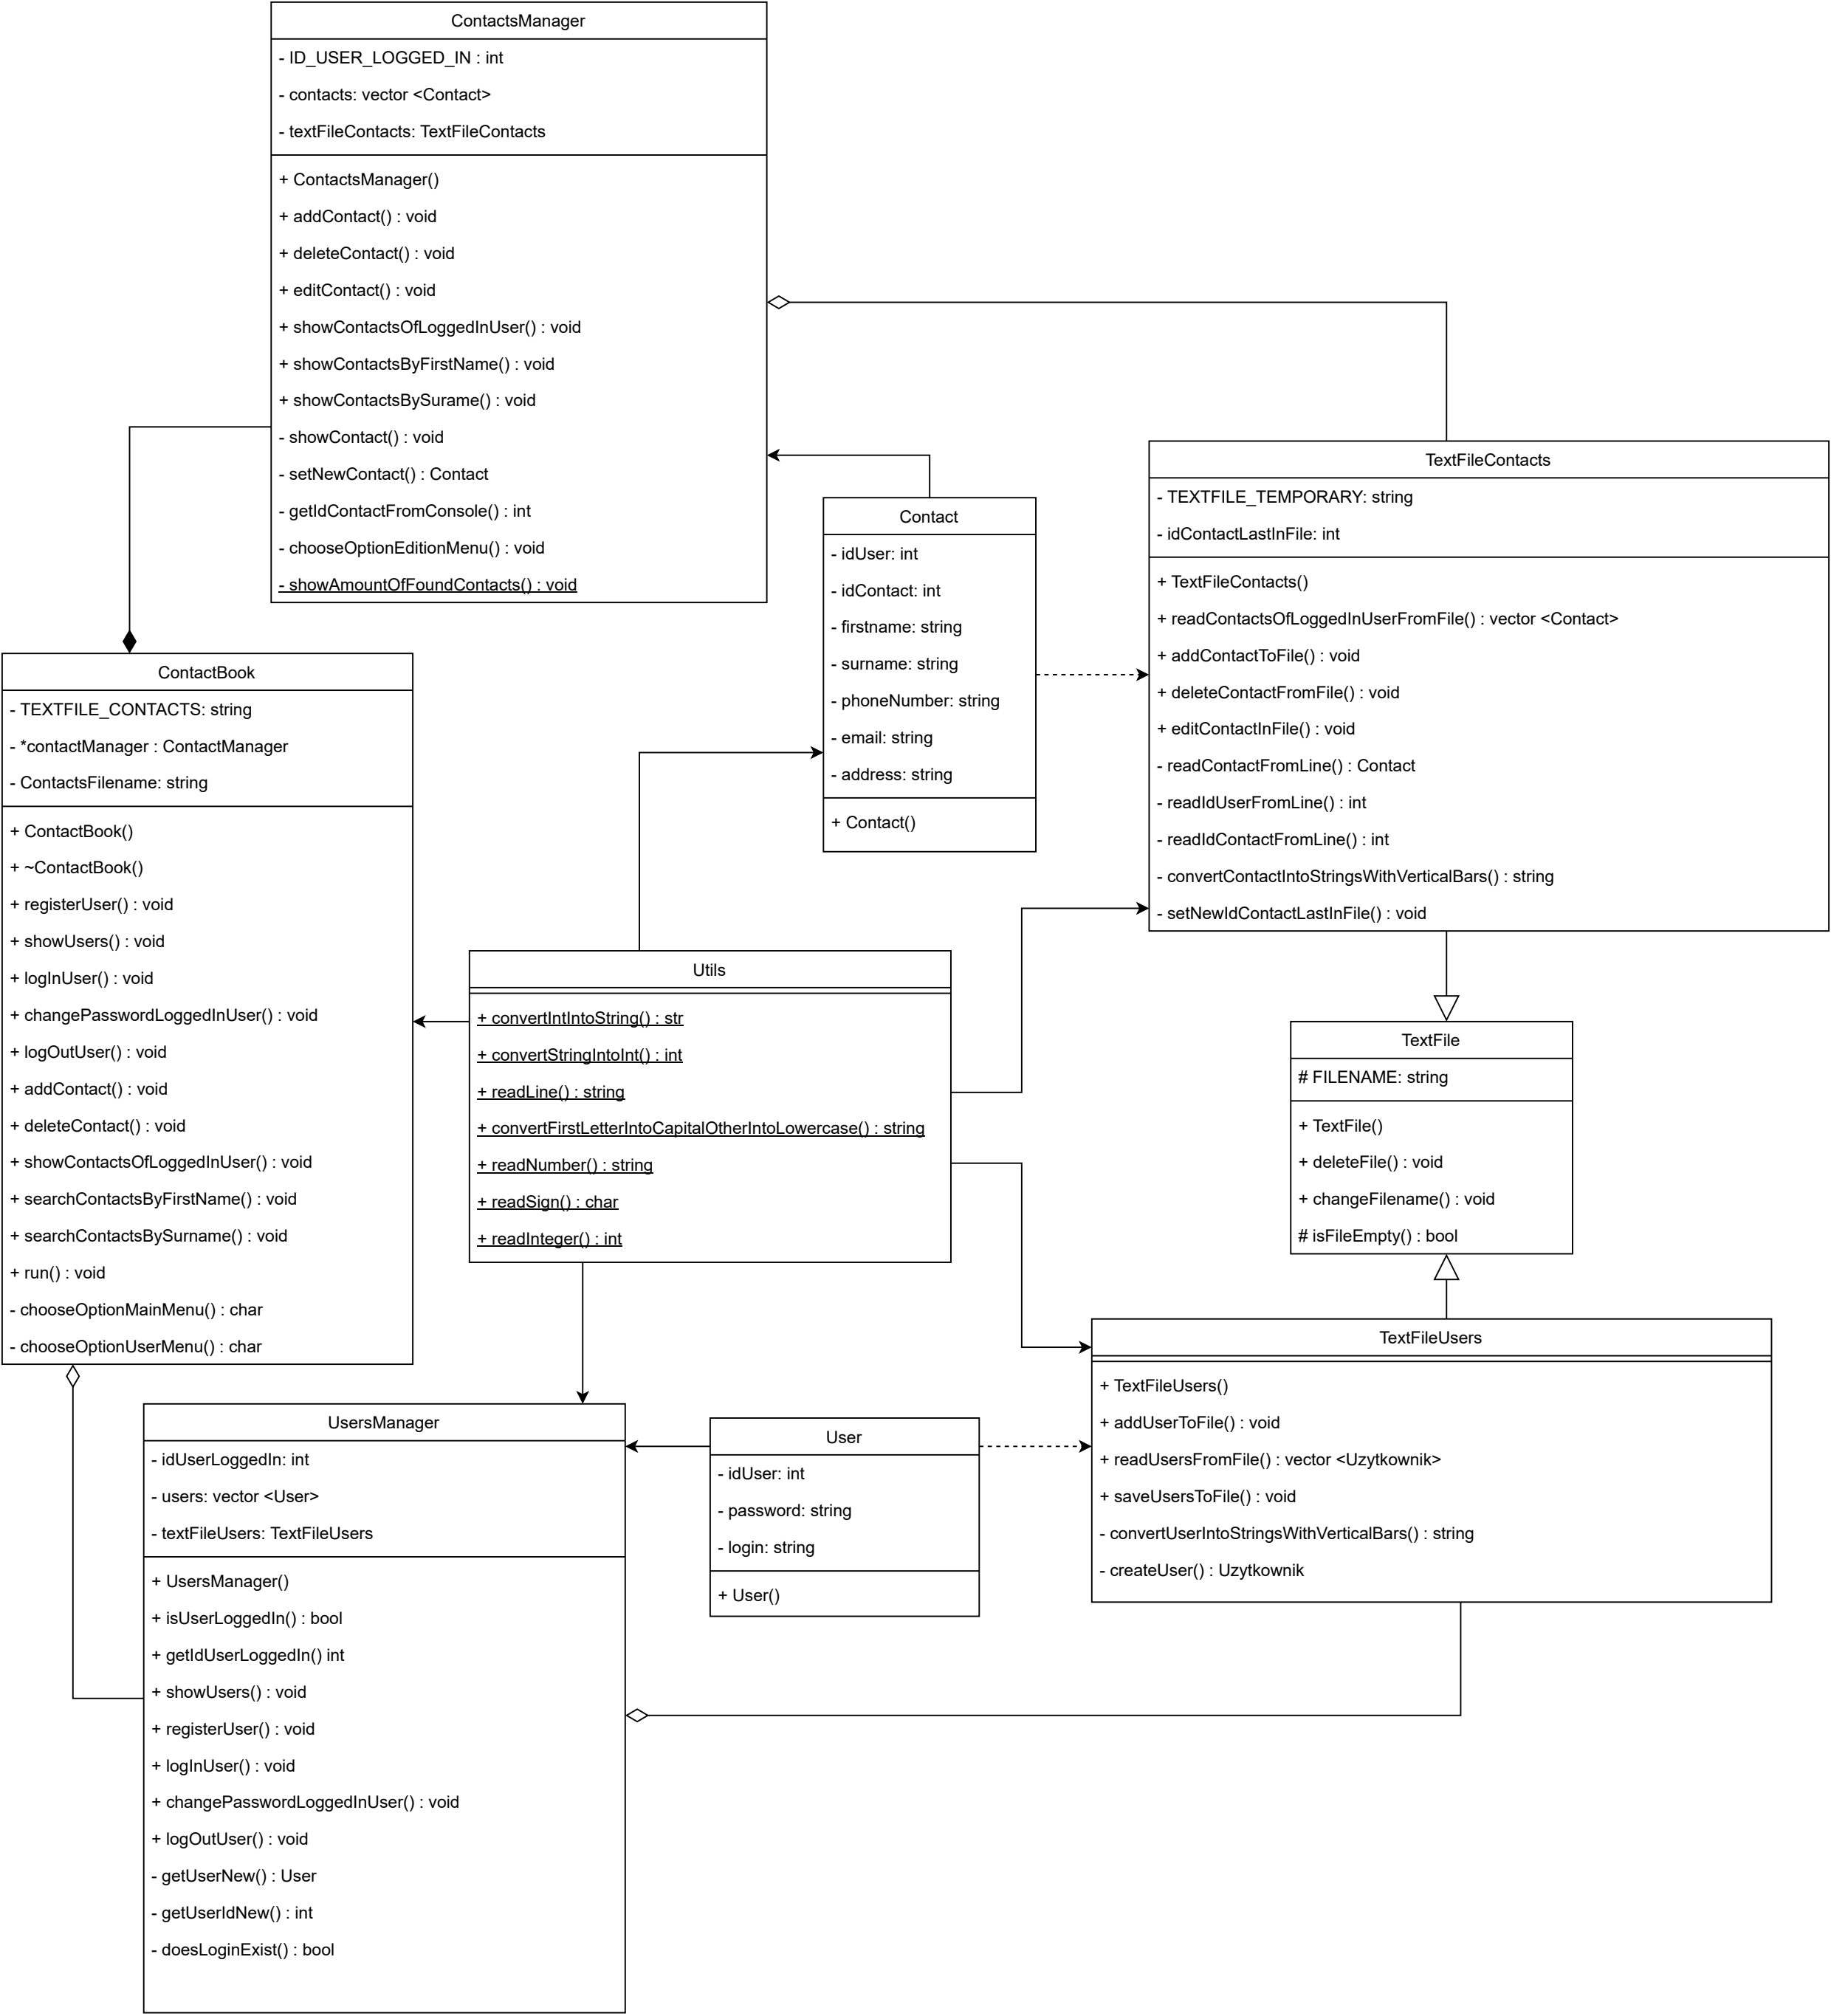 ContactsManager
- ID_USER_LOGGED_IN : int
- contacts: vector <Contact>
- textFileContacts: TextFileContacts
+ ContactsManager()
+ addContact() : void
+ deleteContact() : void
+ editContact() : void
+ showContactsOfLoggedInUser() : void
+ showContactsByFirstName() : void
+ showContactsBySurame() : void
- showContact() : void
- setNewContact() : Contact
- getIdContactFromConsole() : int
- chooseOptionEditionMenu() : void
- showAmountOfFoundContacts() : void
TextFileContacts
- TEXTFILE_TEMPORARY: string
- idContactLastInFile: int
+ TextFileContacts()
+ readContactsOfLoggedInUserFromFile() : vector <Contact>
+ addContactToFile() : void
+ deleteContactFromFile() : void
+ editContactInFile() : void
- readContactFromLine() : Contact
- readIdUserFromLine() : int
- readIdContactFromLine() : int
- convertContactIntoStringsWithVerticalBars() : string
- setNewIdContactLastInFile() : void
Contact
- idUser: int
- idContact: int
- firstname: string
- surname: string
- phoneNumber: string
- email: string
- address: string
+ Contact()
ContactBook
- TEXTFILE_CONTACTS: string
- *contactManager : ContactManager
- ContactsFilename: string
+ ContactBook()
+ ~ContactBook()
+ registerUser() : void
+ showUsers() : void
+ logInUser() : void
+ changePasswordLoggedInUser() : void
+ logOutUser() : void
+ addContact() : void
+ deleteContact() : void
+ showContactsOfLoggedInUser() : void
+ searchContactsByFirstName() : void
+ searchContactsBySurname() : void
+ run() : void
- chooseOptionMainMenu() : char
- chooseOptionUserMenu() : char
Utils
+ convertIntIntoString() : str
+ convertStringIntoInt() : int
+ readLine() : string
+ convertFirstLetterIntoCapitalOtherIntoLowercase() : string
+ readNumber() : string
+ readSign() : char
+ readInteger() : int
TextFile
# FILENAME: string
+ TextFile()
+ deleteFile() : void
+ changeFilename() : void
# isFileEmpty() : bool
TextFileUsers
+ TextFileUsers()
+ addUserToFile() : void
+ readUsersFromFile() : vector <Uzytkownik>
+ saveUsersToFile() : void
- convertUserIntoStringsWithVerticalBars() : string
- createUser() : Uzytkownik
UsersManager
- idUserLoggedIn: int
- users: vector <User>
- textFileUsers: TextFileUsers
+ UsersManager()
+ isUserLoggedIn() : bool
+ getIdUserLoggedIn() int
+ showUsers() : void
+ registerUser() : void
+ logInUser() : void
+ changePasswordLoggedInUser() : void
+ logOutUser() : void
- getUserNew() : User
- getUserIdNew() : int
- doesLoginExist() : bool
User
- idUser: int
- password: string
- login: string
+ User()